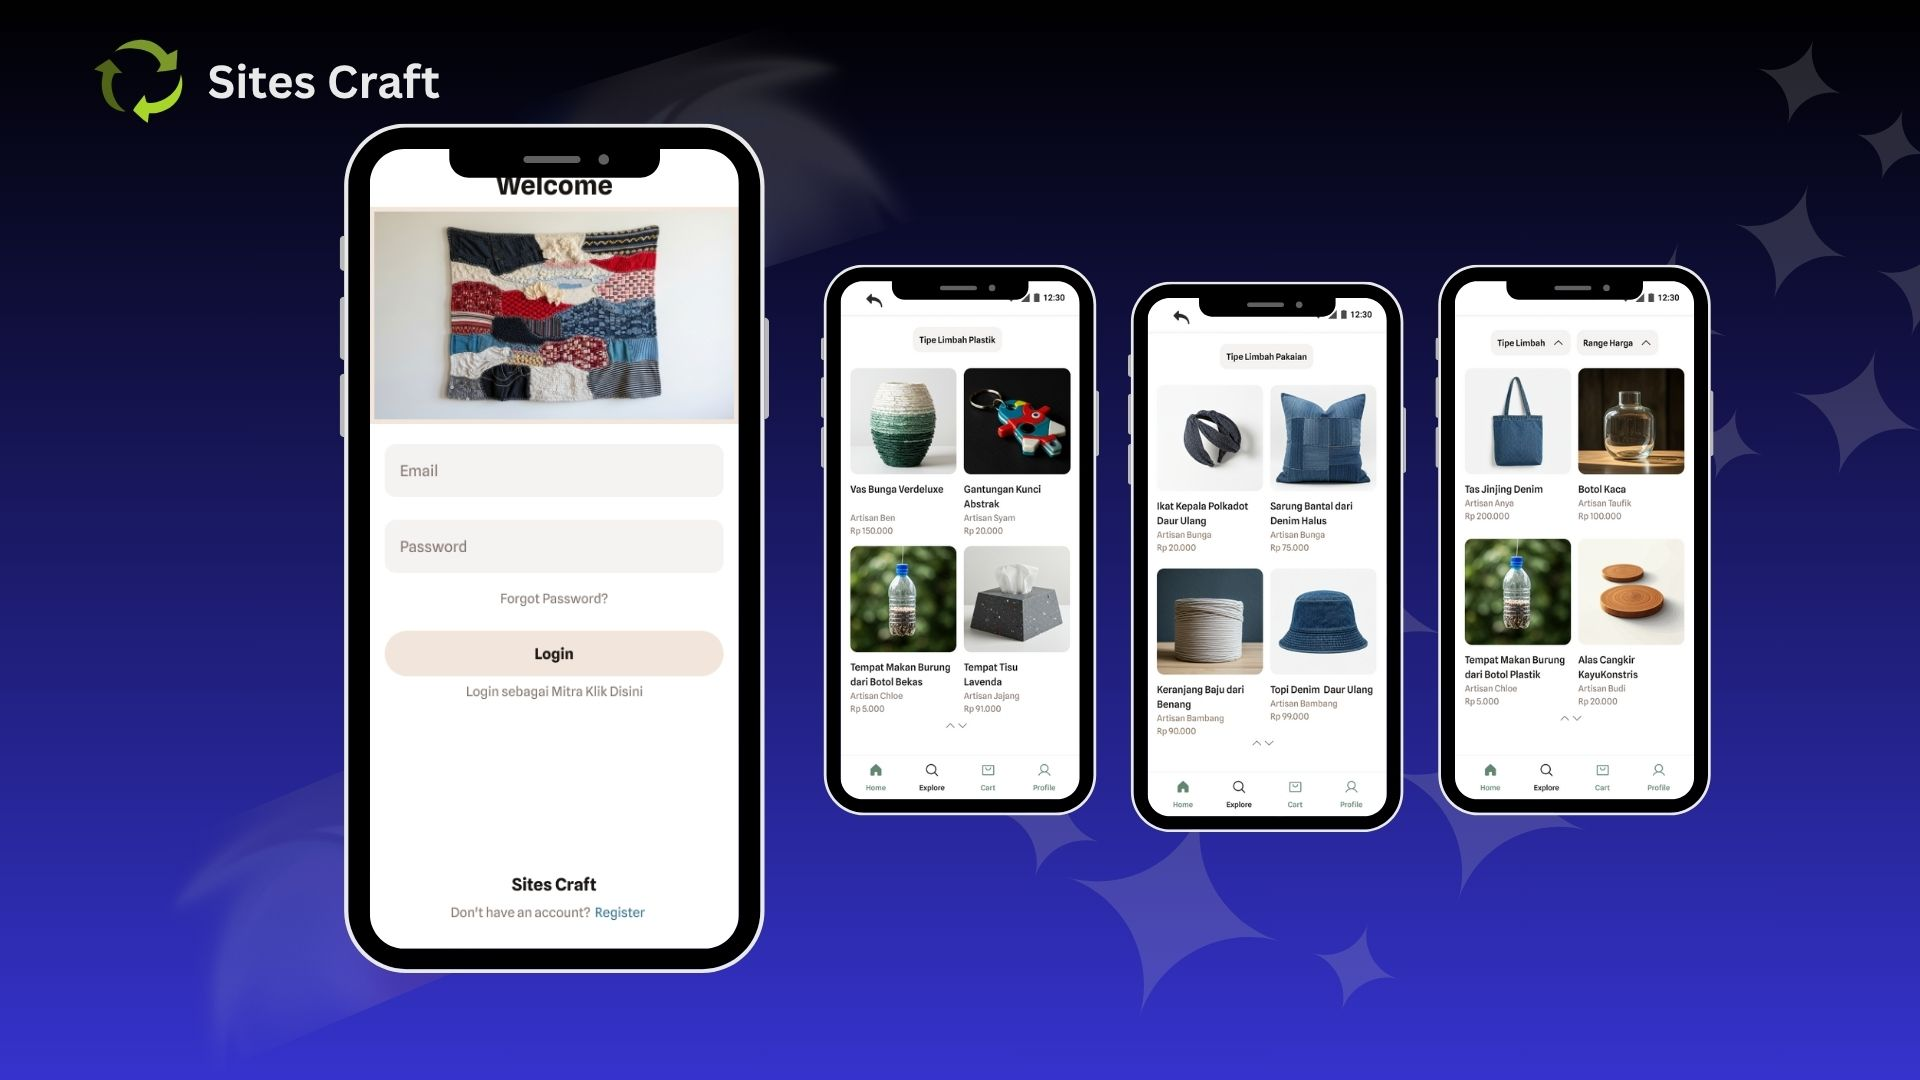 Sites Craft
Welcome
Email
Password
Forgot Password?
Login
Login sebagai Mitra Klik Disini
Sites Craft
Don't have an account? Register
12:30
Tipe Limbah Plastik
Vas Bunga Verdeluxe
Artisan Ben
Rp 150.000
Gantungan Kunci
Abstrak
Artisan Syam
Rp 20.000
Tempat Makan Burung
dari Botol Bekas
Artisan Chloe
Rp 5.000
Tempat Tisu
Lavenda
Artisan Jajang
Rp 91.000
Home Explore Cart Profile
12:30
Tipe Limbah Pakaian
Ikat Kepala Polkadot
Daur Ulang
Artisan Bunga
Rp 20.000
Sarung Bantal dari
Denim Halus
Artisan Bunga
Rp 75.000
Keranjang Baju dari
Benang
Artisan Bambang
Rp 90.000
Topi Denim Daur Ulang
Artisan Bambang
Rp 99.000
Home Explore Cart Profile
12:30
Tipe Limbah Range Harga
Tas Jinjing Denim
Artisan Anya
Rp 200.000
Botol Kaca
Artisan Taufik
Rp 100.000
Tempat Makan Burung
dari Botol Plastik
Artisan Chloe
Rp 5.000
Alas Cangkir
KayuKonstris
Artisan Budi
Rp 20.000
Home Explore Cart Profile